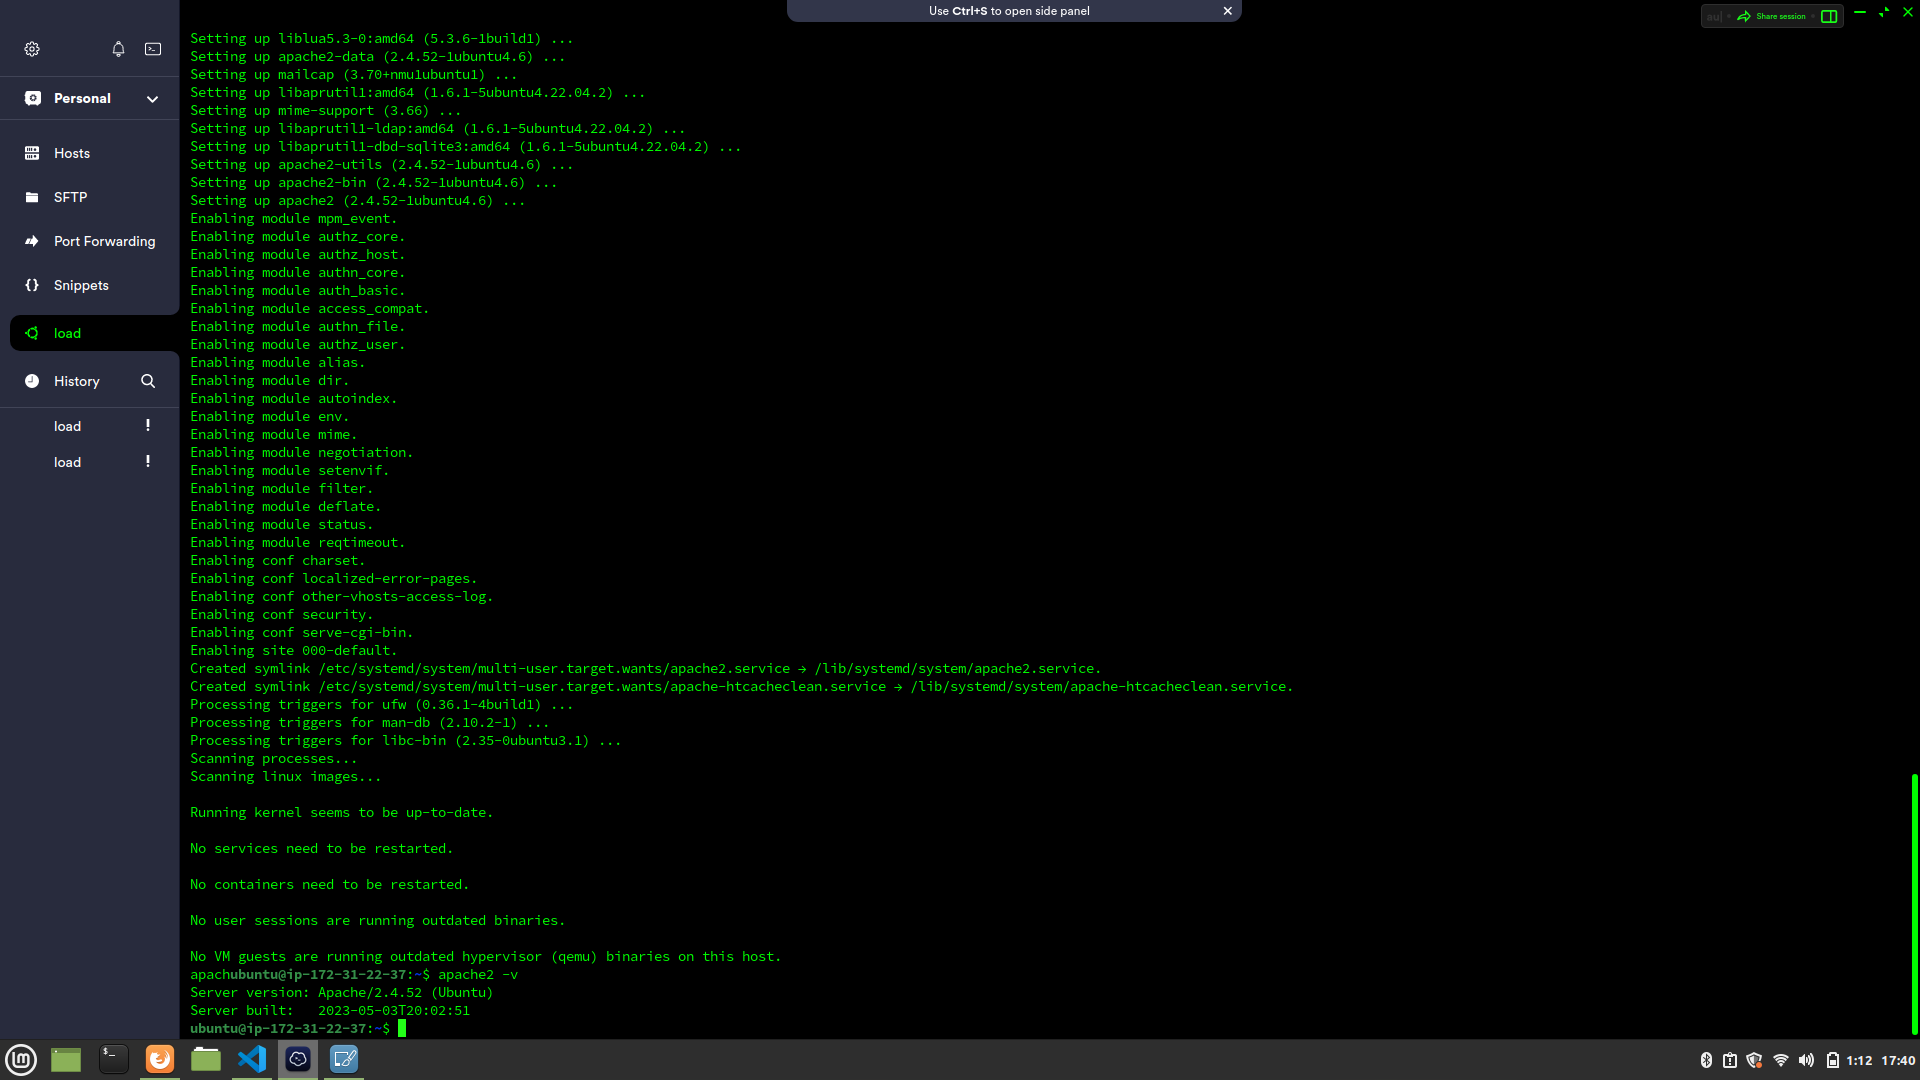 Use Ctrl+S to open side panel
au
Share session
Personal
Hosts
SFTP
Port Forwarding
Snippets
load
History
load !
load !
Setting up liblua5.3-0:amd64 (5.3.6-1build1) ...
Setting up apache2-data (2.4.52-1ubuntu4.6) ...
Setting up mailcap (3.70+nmu1ubuntu1) ...
Setting up libaprutil1:amd64 (1.6.1-5ubuntu4.22.04.2) ...
Setting up mime-support (3.66) ...
Setting up libaprutil1-ldap:amd64 (1.6.1-5ubuntu4.22.04.2) ...
Setting up libaprutil1-dbd-sqlite3:amd64 (1.6.1-5ubuntu4.22.04.2) ...
Setting up apache2-utils (2.4.52-1ubuntu4.6) ...
Setting up apache2-bin (2.4.52-1ubuntu4.6) ...
Setting up apache2 (2.4.52-1ubuntu4.6) ...
Enabling module mpm_event.
Enabling module authz_core.
Enabling module authz_host.
Enabling module authn_core.
Enabling module auth_basic.
Enabling module access_compat.
Enabling module authn_file.
Enabling module authz_user.
Enabling module alias.
Enabling module dir.
Enabling module autoindex.
Enabling module env.
Enabling module mime.
Enabling module negotiation.
Enabling module setenvif.
Enabling module filter.
Enabling module deflate.
Enabling module status.
Enabling module reqtimeout.
Enabling conf charset.
Enabling conf localized-error-pages.
Enabling conf other-vhosts-access-log.
Enabling conf security.
Enabling conf serve-cgi-bin.
Enabling site 000-default.
Created symlink /etc/systemd/system/multi-user.target.wants/apache2.service → /lib/systemd/system/apache2.service.
Created symlink /etc/systemd/system/multi-user.target.wants/apache-htcacheclean.service → /lib/systemd/system/apache-htcacheclean.service.
Processing triggers for ufw (0.36.1-4build1) ...
Processing triggers for man-db (2.10.2-1) ...
Processing triggers for libc-bin (2.35-0ubuntu3.1) ...
Scanning processes...
Scanning linux images...
Running kernel seems to be up-to-date.
No services need to be restarted.
No containers need to be restarted.
No user sessions are running outdated binaries.
No VM guests are running outdated hypervisor (qemu) binaries on this host.
apachubuntu@ip-172-31-22-37:~$ apache2 -v
Server version: Apache/2.4.52 (Ubuntu)
Server built:   2023-05-03T20:02:51
ubuntu@ip-172-31-22-37:~$
1:12 17:40